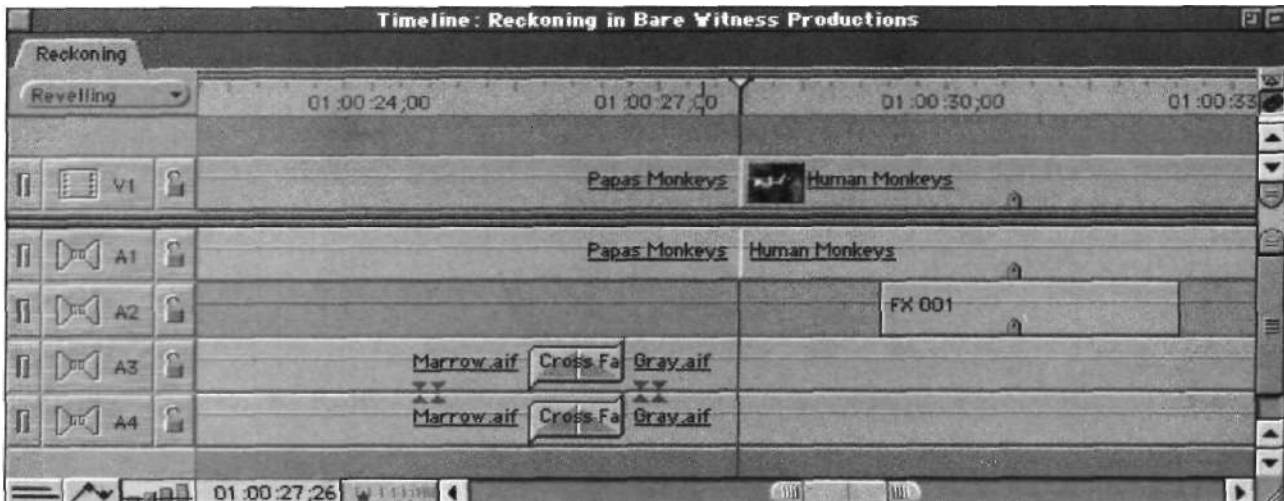 Timeline: Reckoning in Bare Witness Productions
Reckoning
Revelling
01:00:24;00 01:00:27;00 01:00:30;00 01:00:33
V1 Papas Monkeys Human Monkeys
A1 Papas Monkeys Human Monkeys
A2 FX 001
A3 Marrow.aif Cross Fa Gray.aif
A4 Marrow.aif Cross Fa Gray.aif
01:00:27;26